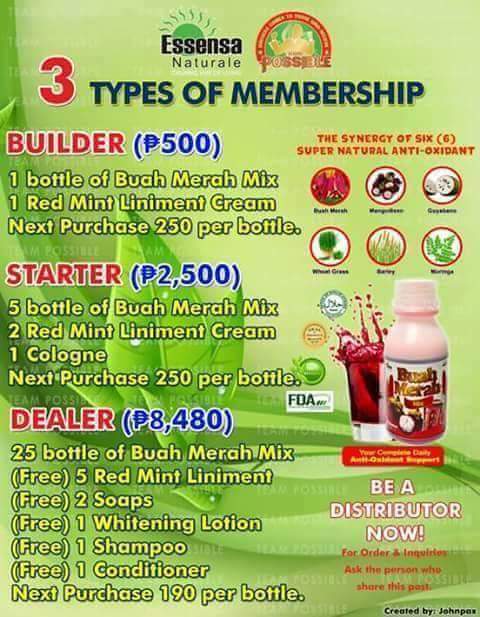 Essensa
Naturale
POSSIBLE
3 TYPES OF MEMBERSHIP
BUILDER (₱500)
1 bottle of Buah Merah Mix
1 Red Mint Liniment Cream
Next Purchase 250 per bottle.
THE SYNERGY OF SIX (6)
SUPER NATURAL ANTI-OXIDANT
Buah Merah
Mangosteen
Guyabano
Wheat Grass
Barley
Moringa
STARTER (₱2,500)
5 bottle of Buah Merah Mix
2 Red Mint Liniment Cream
1 Cologne
Next Purchase 250 per bottle.
HALAL
FDA
Buah
Merah
Your Complete Daily
Anti-Oxidant Support
DEALER (₱8,480)
25 bottle of Buah Merah Mix
(Free) 5 Red Mint Liniment
(Free) 2 Soaps
(Free) 1 Whitening Lotion
(Free) 1 Shampoo
(Free) 1 Conditioner
Next Purchase 190 per bottle.
BE A
DISTRIBUTOR
NOW!
For Order & Inquiries
Ask the person who
share this post.
Created by: Johnpax
TEAM POSSIBLE